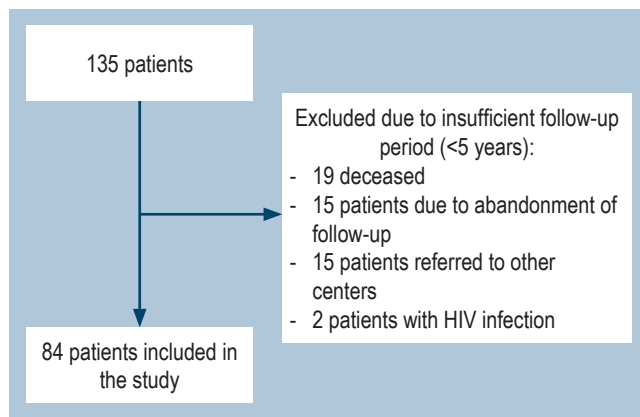 135 patients
Excluded due to insufficient follow-up
period (<5 years):
- 19 deceased
- 15 patients due to abandonment of
follow-up
- 15 patients referred to other
centers
- 2 patients with HIV infection
84 patients included in
the study